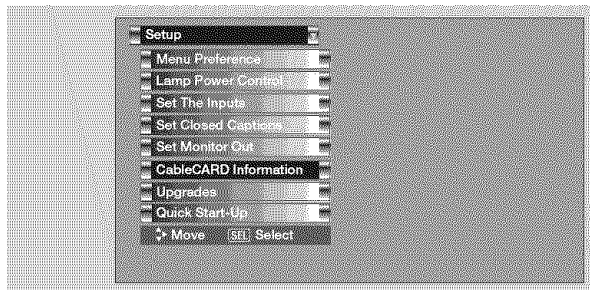 Setup
Menu Preference
Lamp Power Control
Set The Inputs
Set Closed Captions
Set Monitor Out
CableCARD Information
Upgrades
Quick Start-Up
Move SEL Select